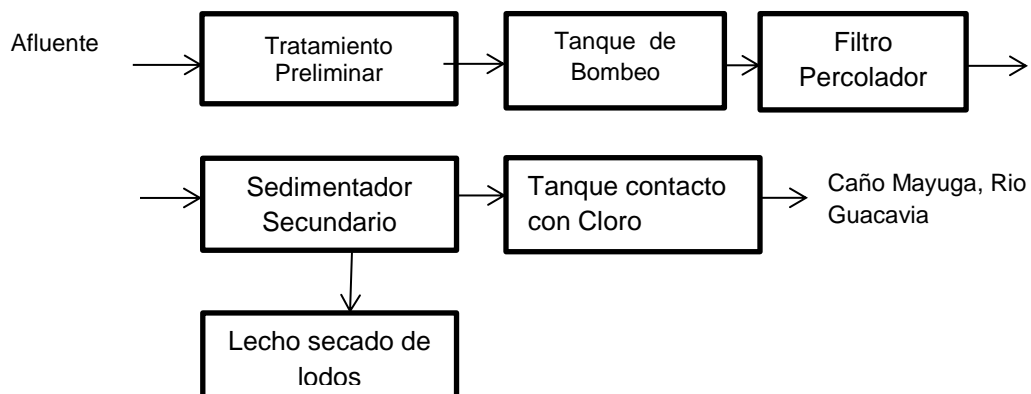 Afluente
Tratamiento
Preliminar
Tanque de
Bombeo
Filtro
Percolador
Sedimentador
Secundario
Tanque contacto
con Cloro
Caño Mayuga, Rio
Guacavia
Lecho secado de
lodos